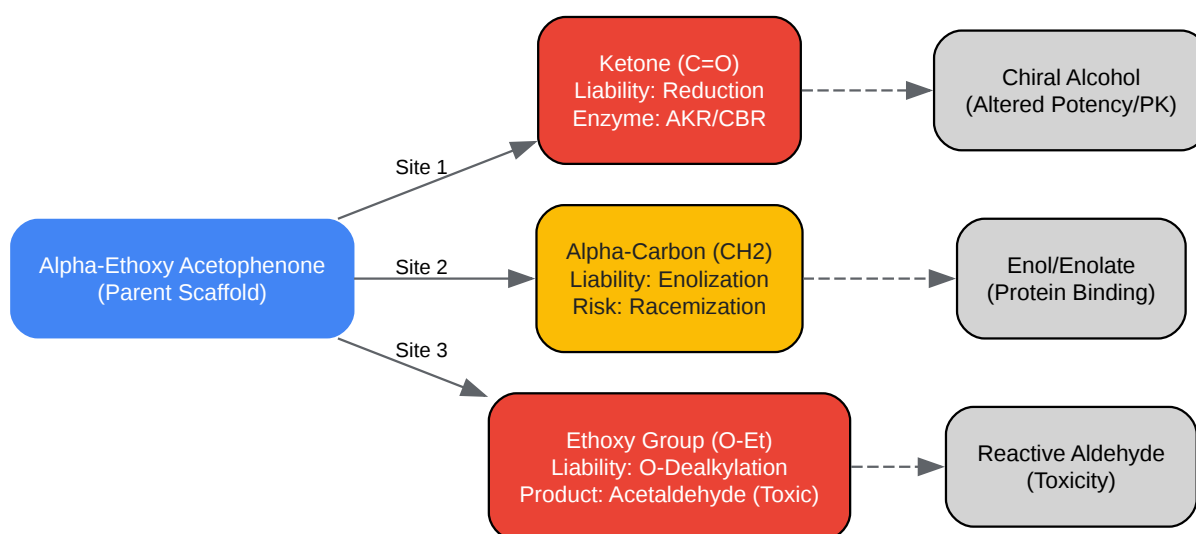 Alpha-Ethoxy Acetophenone
(Parent Scaffold)
Site 1
Ketone (C=O)
Liability: Reduction
Enzyme: AKR/CBR
Chiral Alcohol
(Altered Potency/PK)
Site 2
Alpha-Carbon (CH2)
Liability: Enolization
Risk: Racemization
Enol/Enolate
(Protein Binding)
Site 3
Ethoxy Group (O-Et)
Liability: O-Dealkylation
Product: Acetaldehyde (Toxic)
Reactive Aldehyde
(Toxicity)